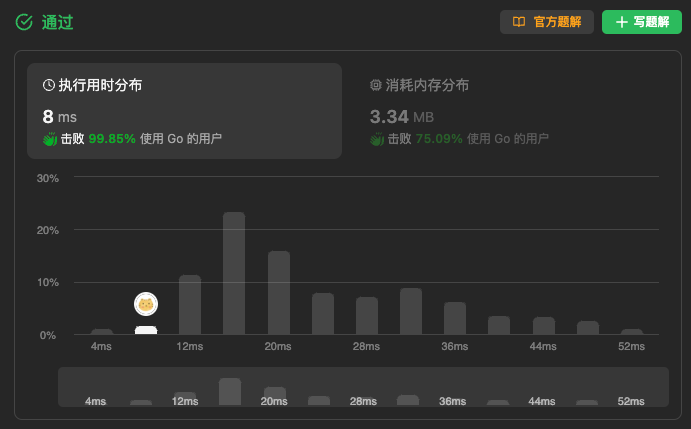 通过
官方题解
写题解
执行用时分布
8 ms
击败 99.85% 使用 Go 的用户
消耗内存分布
3.34 MB
击败 75.09% 使用 Go 的用户
30%
20%
10%
0%
4ms 12ms 20ms 28ms 36ms 44ms 52ms
4ms 12ms 20ms 28ms 36ms 44ms 52ms